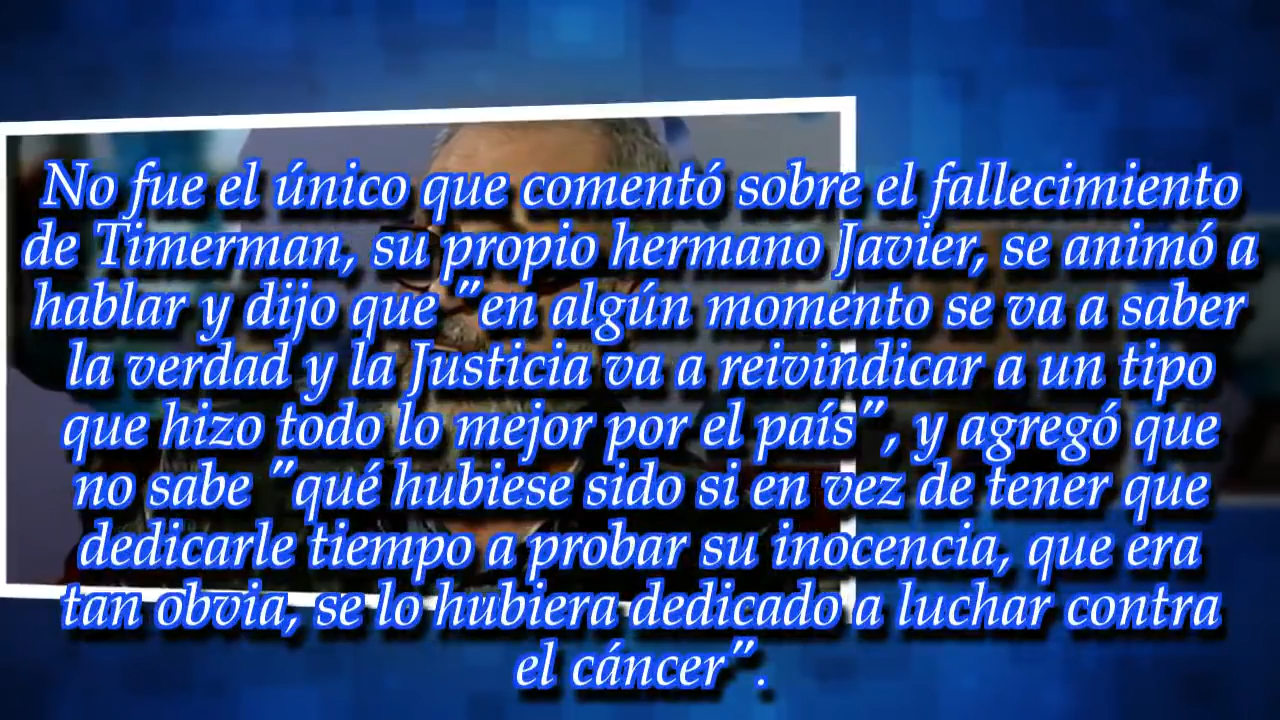 No fue el único que comentó sobre el fallecimiento
de Timerman, su propio hermano Javier, se animó a
hablar y dijo que "en algún momento se va a saber
la verdad y la Justicia va a reivindicar a un tipo
que hizo todo lo mejor por el país", y agregó que
no sabe "qué hubiese sido si en vez de tener que
dedicarle tiempo a probar su inocencia, que era
tan obvia, se lo hubiera dedicado a luchar contra
el cáncer".